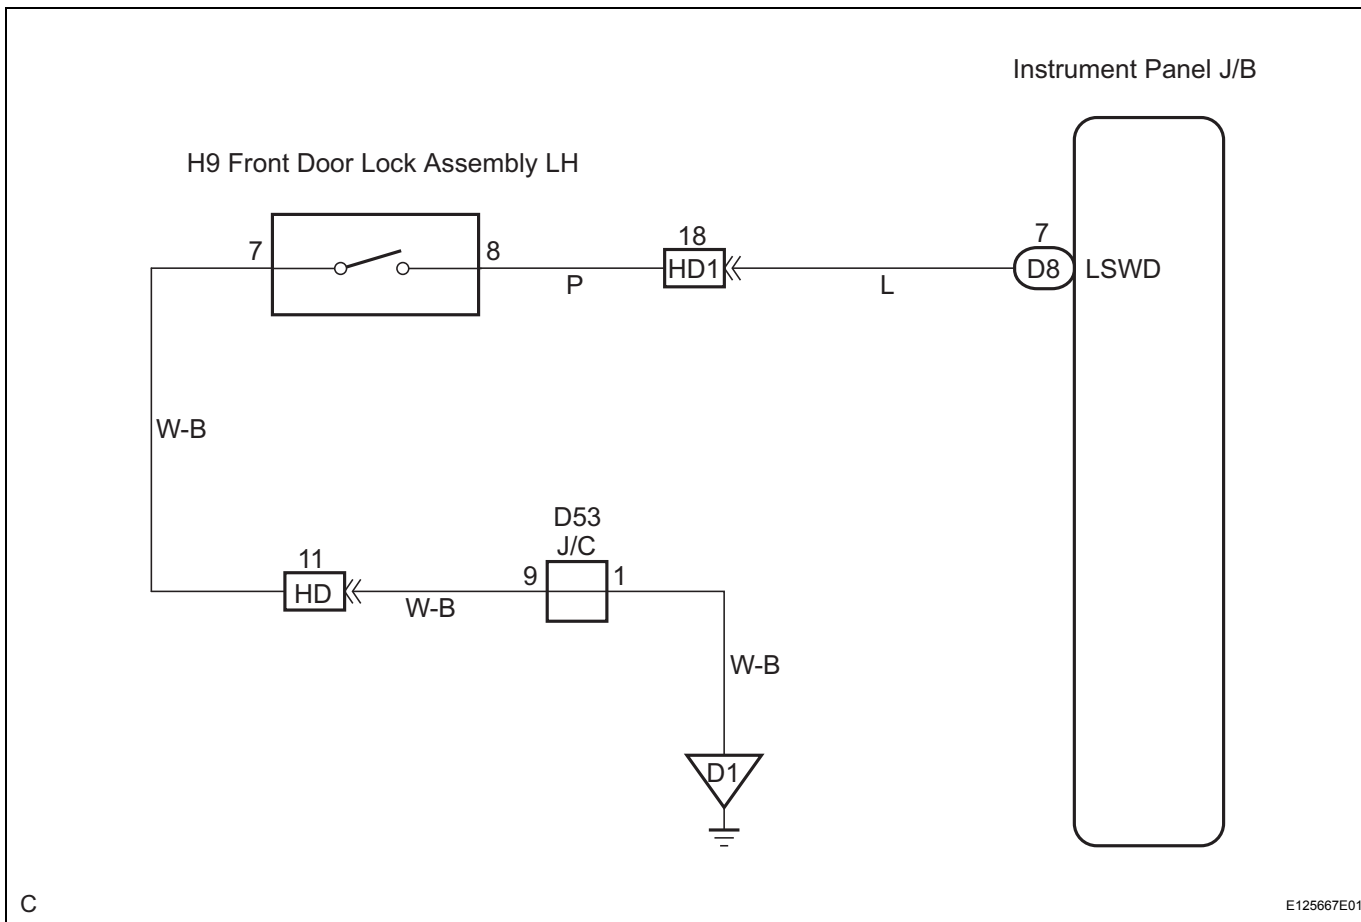 Instrument Panel J/B
H9 Front Door Lock Assembly LH
7
8
18
HD1
7
D8
LSWD
P
L
W-B
D53
J/C
11
HD
9
1
W-B
W-B
D1
C
E125667E01